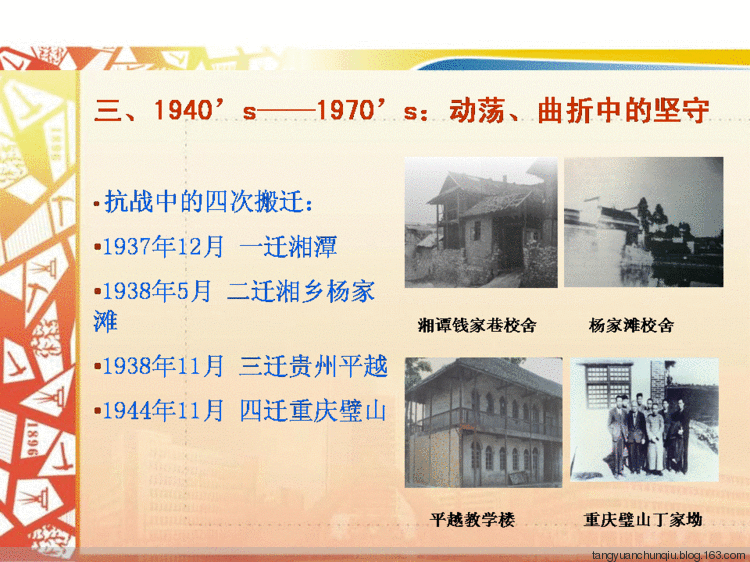 三、1940’s——1970’s：动荡、曲折中的坚守
▪抗战中的四次搬迁：
▪1937年12月 一迁湘潭
▪1938年5月 二迁湘乡杨家
滩
▪1938年11月 三迁贵州平越
▪1944年11月 四迁重庆璧山
湘潭钱家巷校舍
杨家滩校舍
平越教学楼
重庆璧山丁家坳
1896
1896
tangyuanchunqiu.blog.163.com